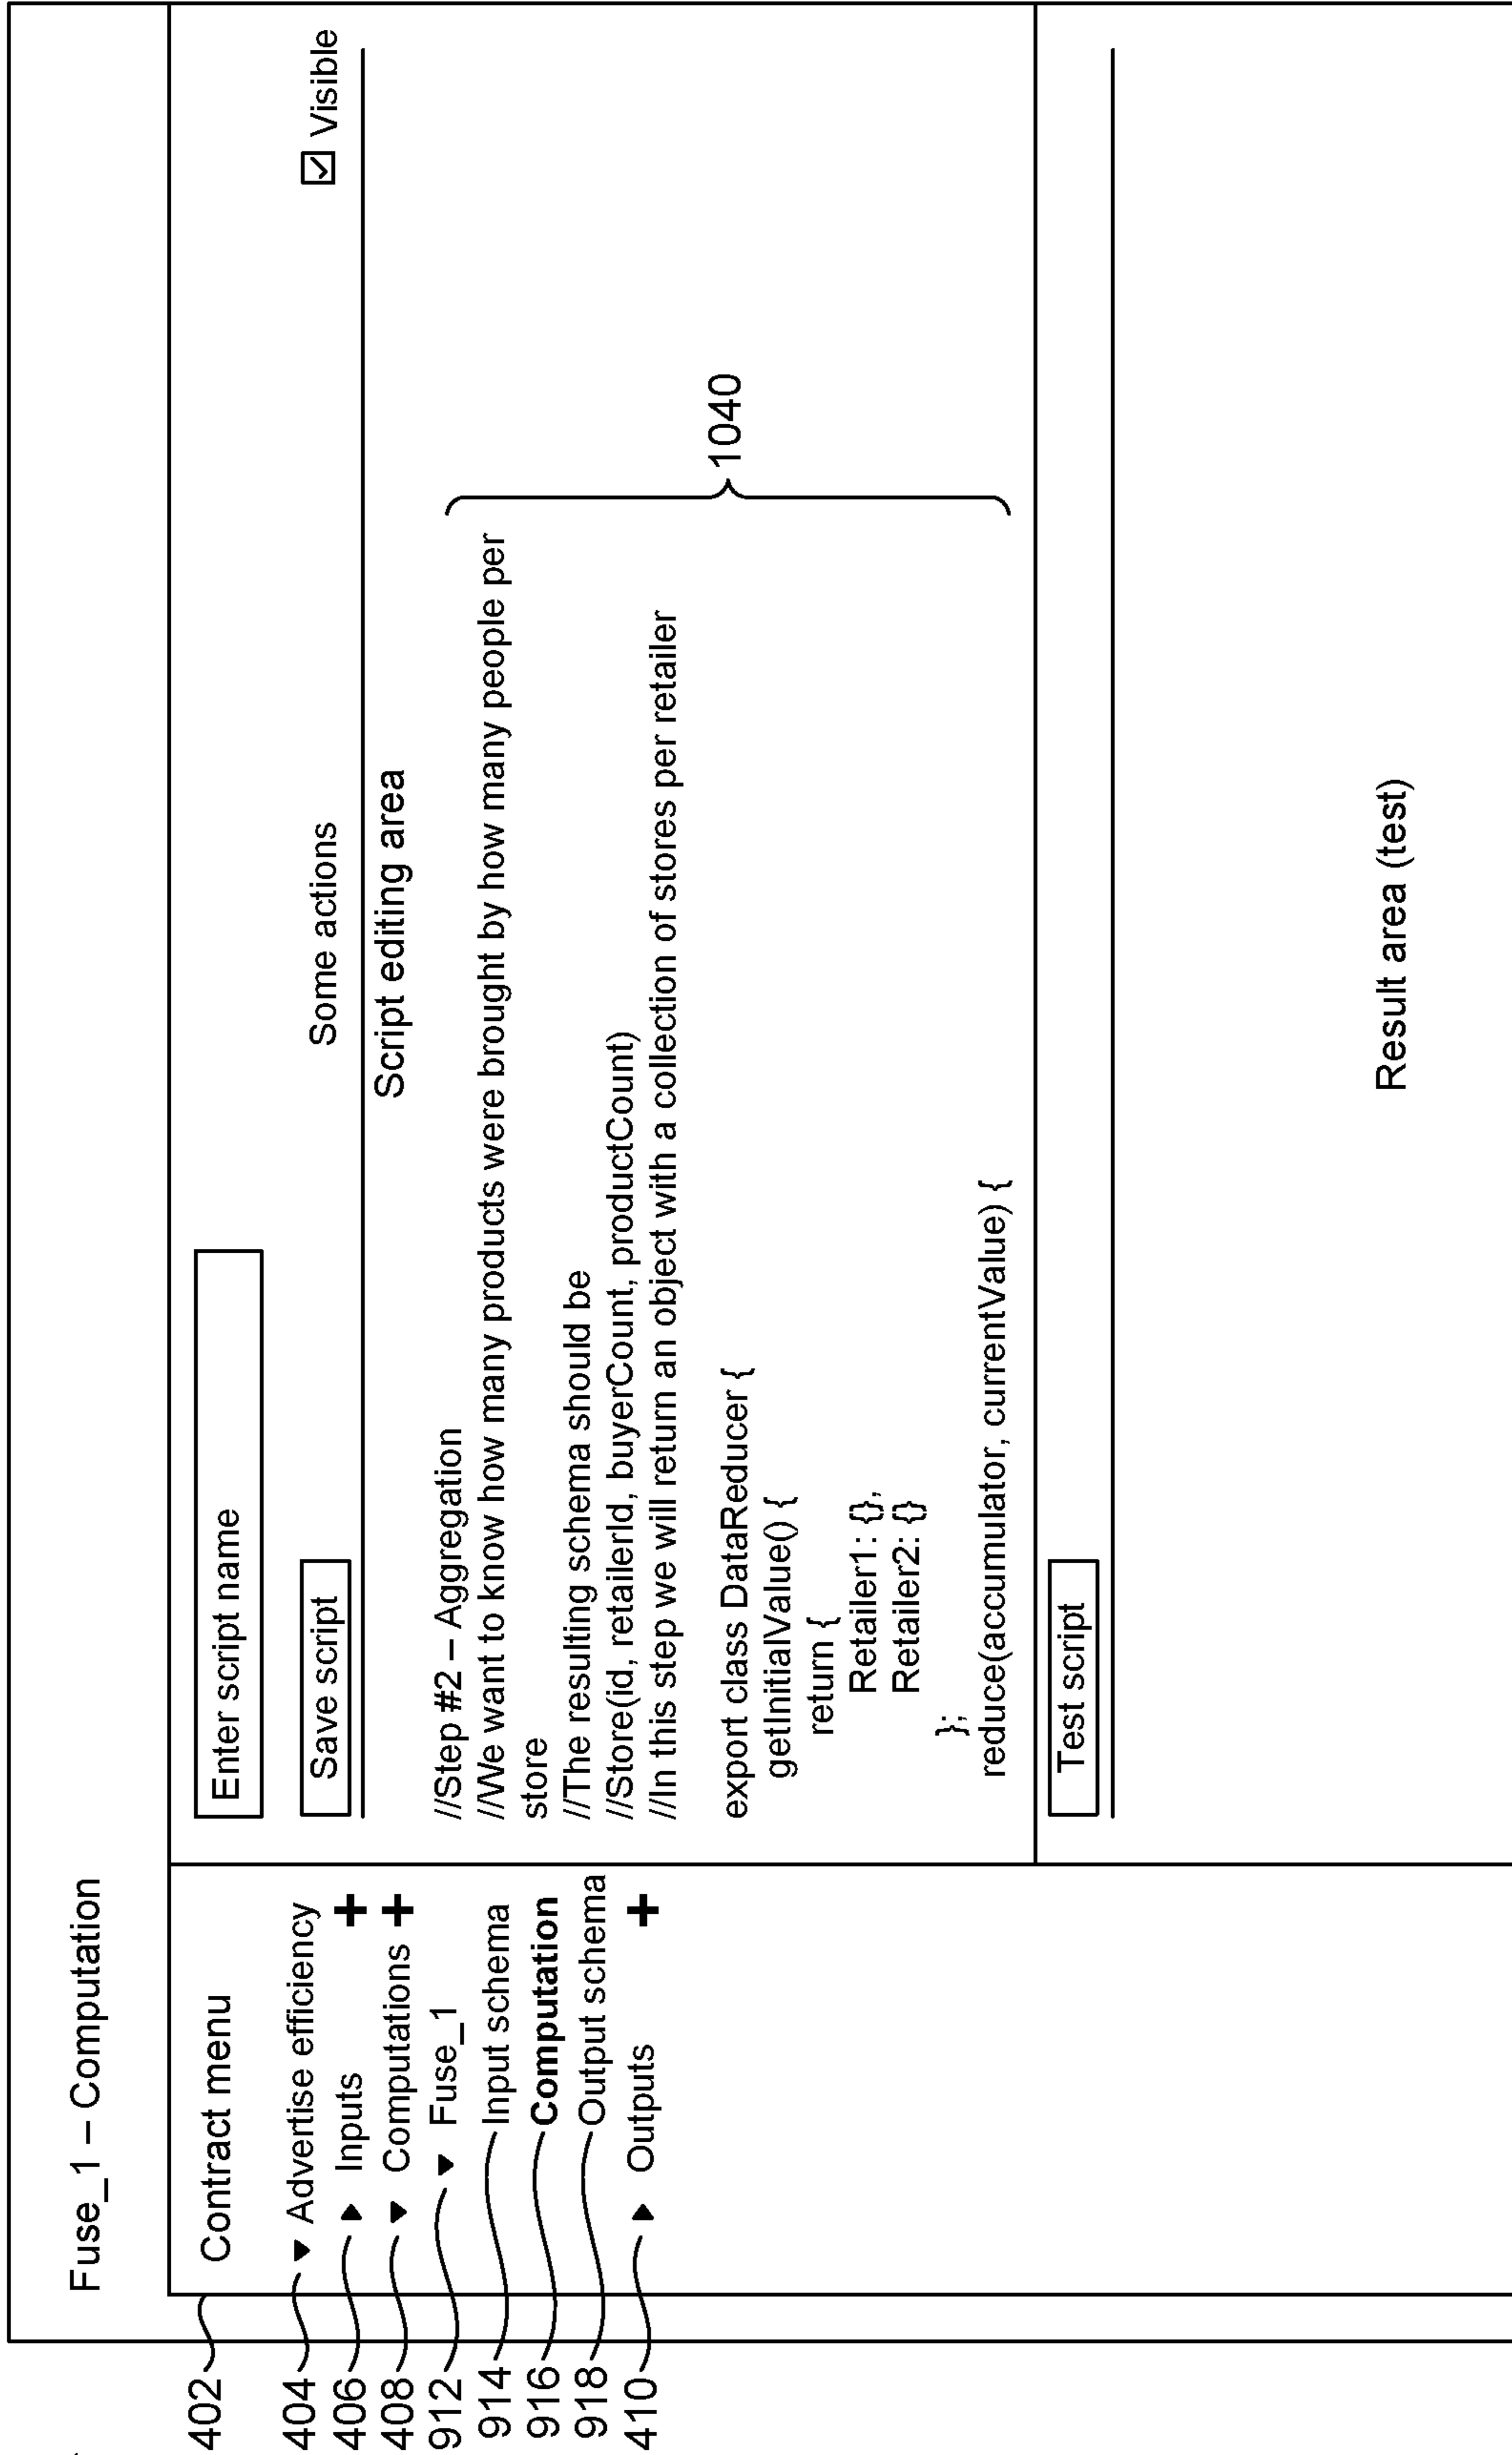 Fuse_1 – Computation
402
Contract menu
404
Advertise efficiency
406
Inputs +
408
Computations +
912
Fuse_1
914
Input schema
916
Computation
918
Output schema
410
Outputs +
Enter script name
Save script
Some actions
Visible
Script editing area
//Step #2 – Aggregation
//We want to know how many products were brought by how many people per
store
//The resulting schema should be
//Store(id, retailerId, buyerCount, productCount)
//In this step we will return an object with a collection of stores per retailer
export class DataReducer {
getInitialValue() {
return {
Retailer1: {},
Retailer2: {}
};
reduce(accumulator, currentValue) {
1040
Test script
Result area (test)